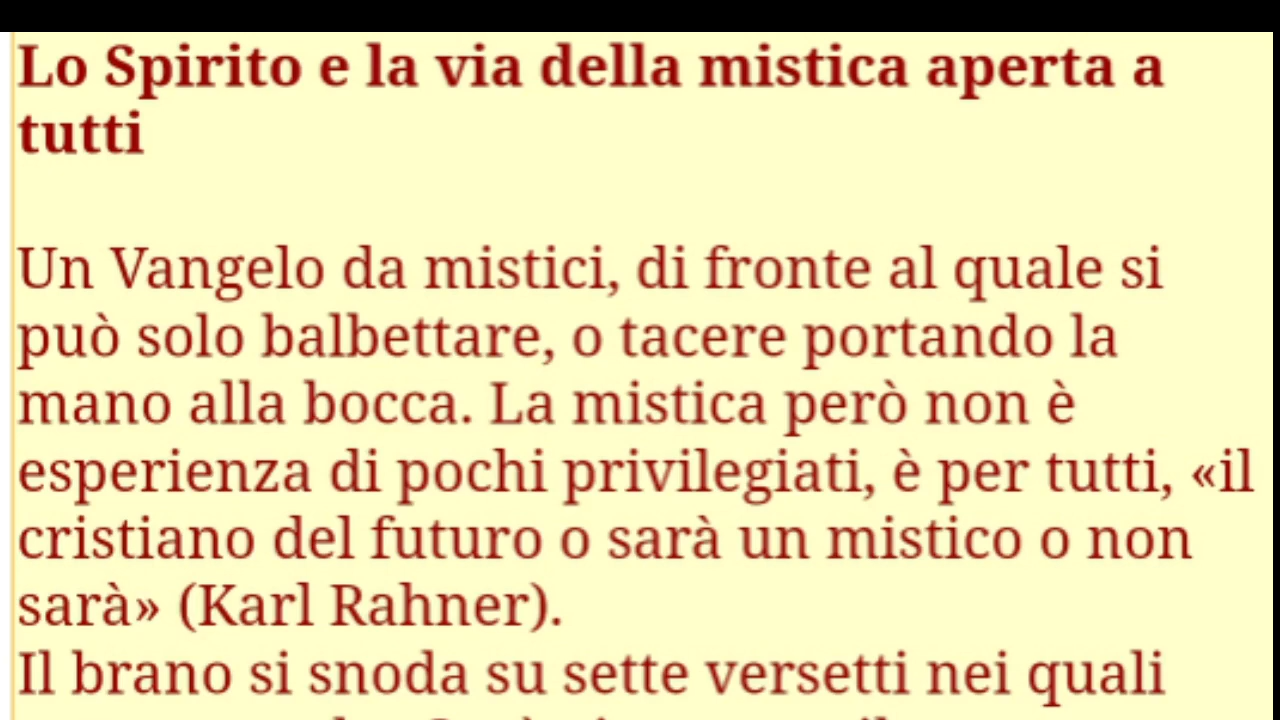 Lo Spirito e la via della mistica aperta a
tutti
Un Vangelo da mistici, di fronte al quale si
può solo balbettare, o tacere portando la
mano alla bocca. La mistica però non è
esperienza di pochi privilegiati, è per tutti, «il
cristiano del futuro o sarà un mistico o non
sarà» (Karl Rahner).
Il brano si snoda su sette versetti nei quali